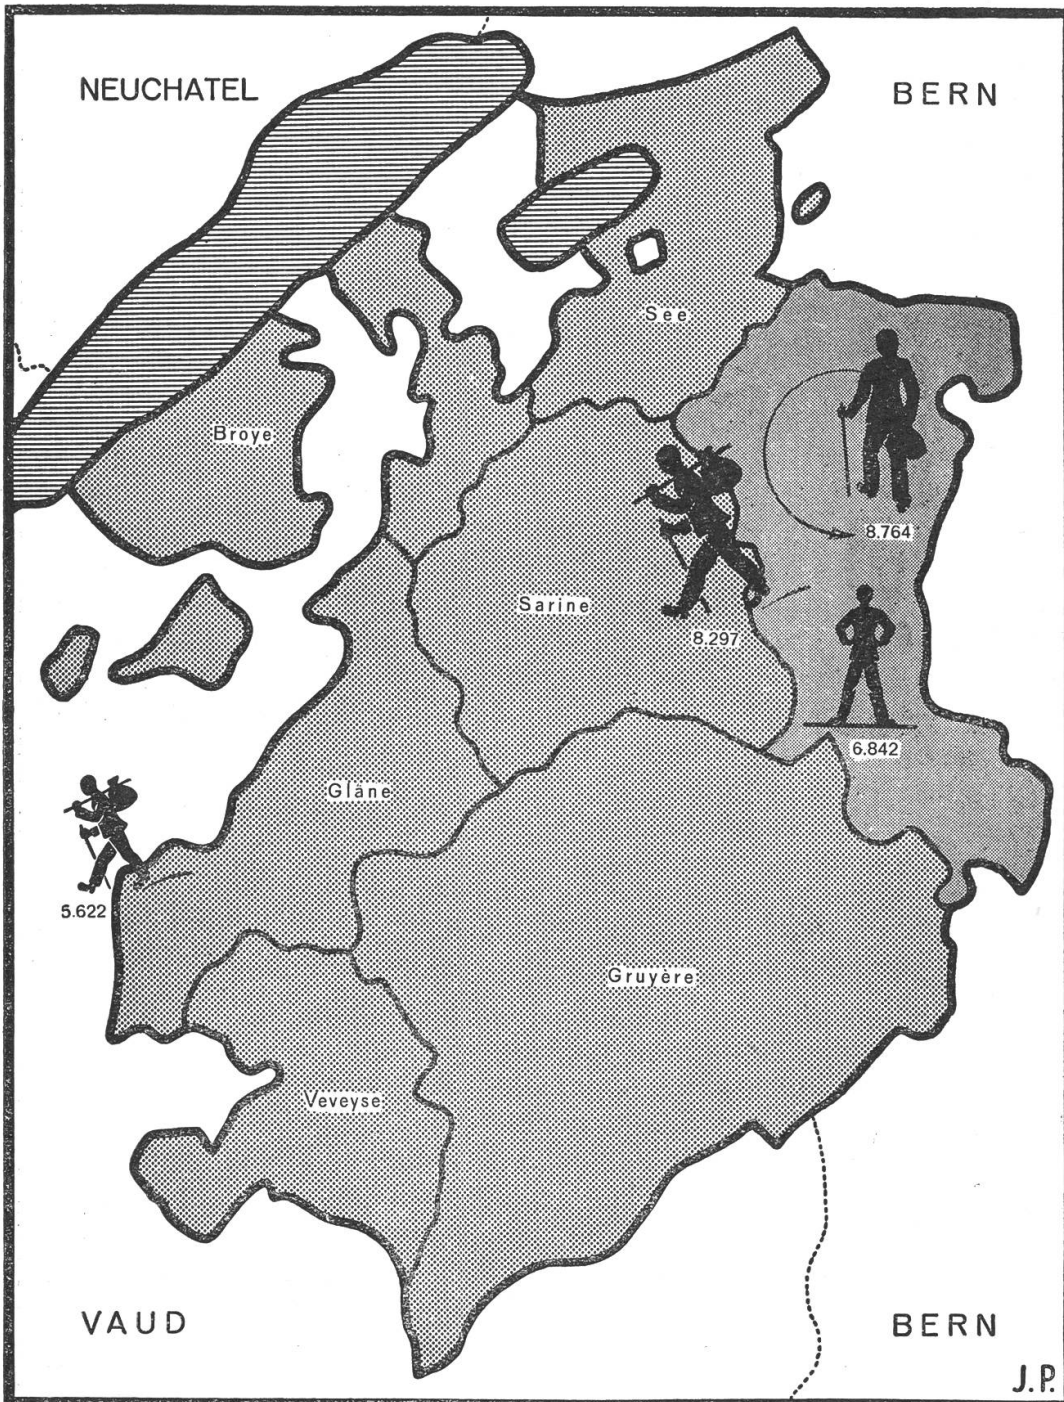 NEUCHATEL
BERN
See
Broye
8.764
Sarine
8.297
6.842
Glâne
5.622
Gruyère
Veveyse
VAUD
BERN
J.P.